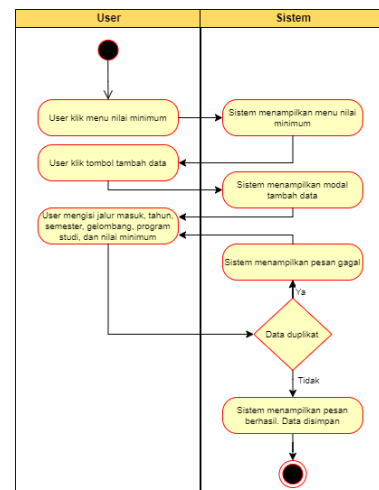 User
Sistem
User klik menu nilai minimum
Sistem menampilkan menu nilai
minimum
User klik tombol tambah data
Sistem menampilkan modal
tambah data
User mengisi jalur masuk, tahun,
semester, gelombang, program
studi, dan nilai minimum
Sistem menampilkan pesan gagal
Ya
Data duplikat
Tidak
Sistem menampilkan pesan
berhasil. Data disimpan